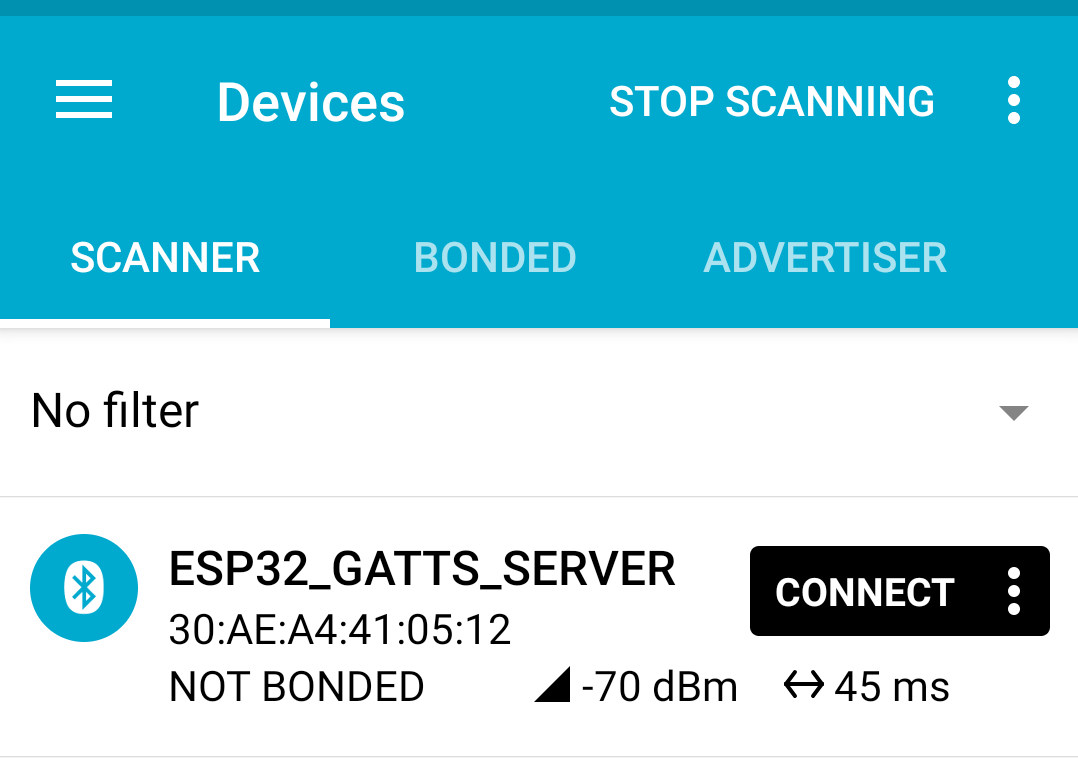 Devices STOP SCANNING
SCANNER BONDED ADVERTISER
No filter
ESP32_GATTS_SERVER CONNECT
30:AE:A4:41:05:12
NOT BONDED -70 dBm 45 ms